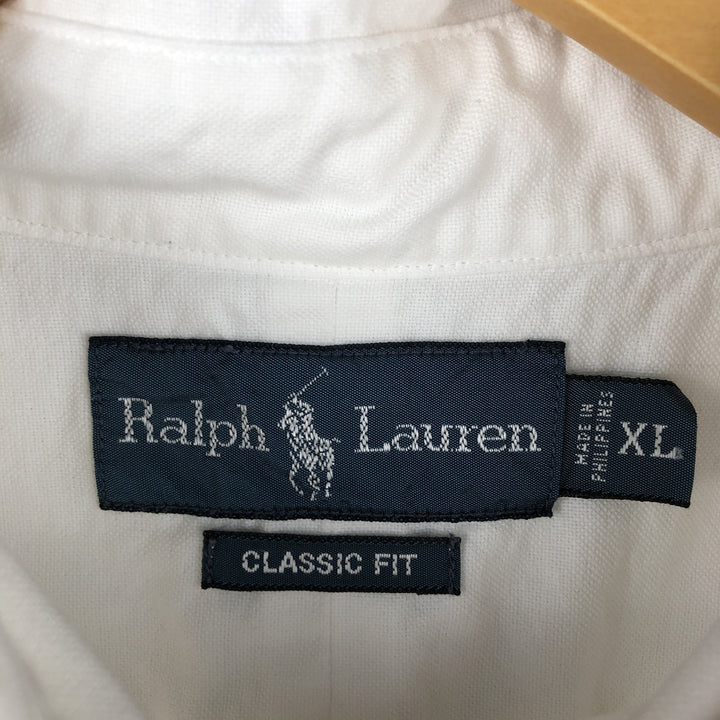 Ralph Lauren
MADE IN
PHILIPPINES
XL
CLASSIC FIT